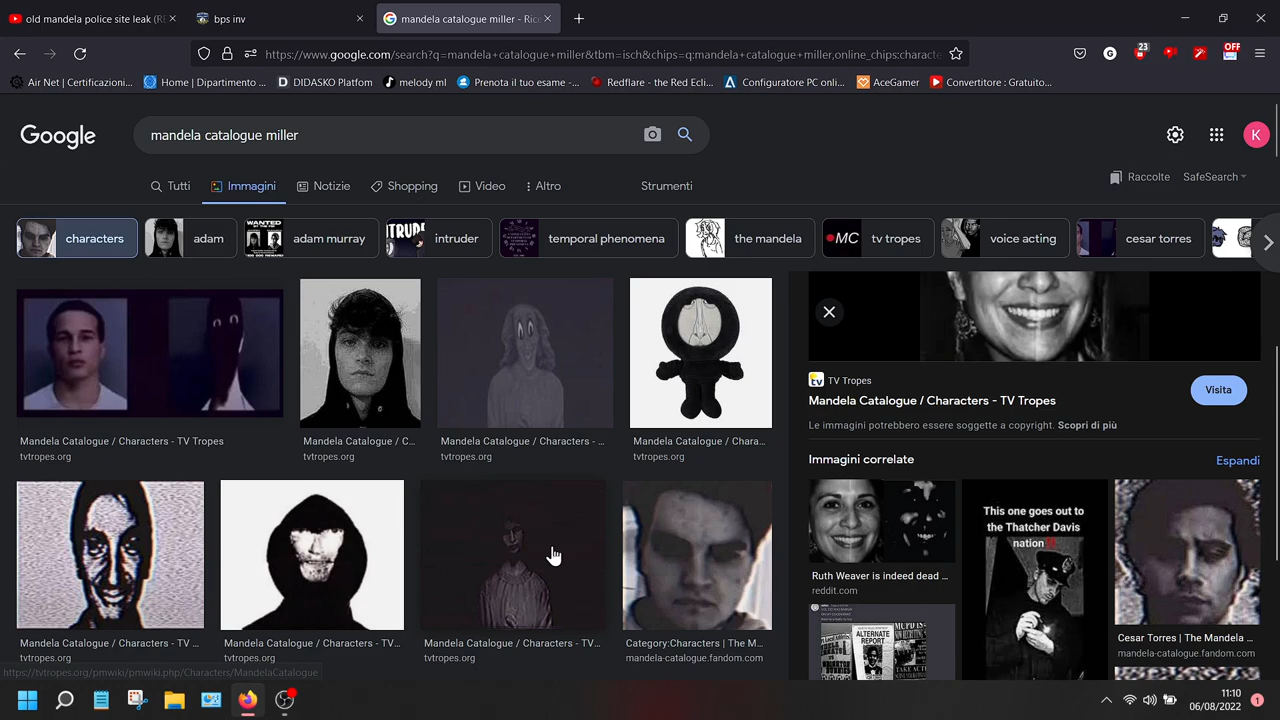 old mandela police site leak (RE
bps inv
mandela catalogue miller - Rice
https://www.google.com/search?q=mandela+catalogue+miller&tbm=isch&chips=q:mandela+catalogue+miller,online_chips:characte
23
OFF
Air Net | Certificazioni...
Home | Dipartimento ...
DIDASKO Platfom
melody ml
Prenota il tuo esame -...
Redflare - the Red Ecli...
Configuratore PC onli...
AceGamer
Convertitore : Gratuito...
Google
mandela catalogue miller
K
Tutti
Immagini
Notizie
Shopping
Video
Altro
Strumenti
Raccolte
SafeSearch
characters
adam
adam murray
intruder
temporal phenomena
the mandela
tv tropes
voice acting
cesar torres
Mandela Catalogue / Characters - TV Tropes
tvtropes.org
Mandela Catalogue / C...
tvtropes.org
Mandela Catalogue / Characters - ...
tvtropes.org
Mandela Catalogue / Chara...
tvtropes.org
TV Tropes
Mandela Catalogue / Characters - TV Tropes
Visita
Le immagini potrebbero essere soggette a copyright. Scopri di più
Immagini correlate
Espandi
Mandela Catalogue / Characters - TV ...
tvtropes.org
Mandela Catalogue / Characters - TV...
tvtropes.org
Mandela Catalogue / Characters - TV...
tvtropes.org
Category:Characters | The M...
mandela-catalogue.fandom.com
Ruth Weaver is indeed dead ...
reddit.com
This one goes out to
the Thatcher Davis
nation
Cesar Torres | The Mandela ...
mandela-catalogue.fandom.com
ALTERNATE
REPORT
https://tvtropes.org/pmwiki/pmwiki.php/Characters/MandelaCatalogue
11:10
06/08/2022
1